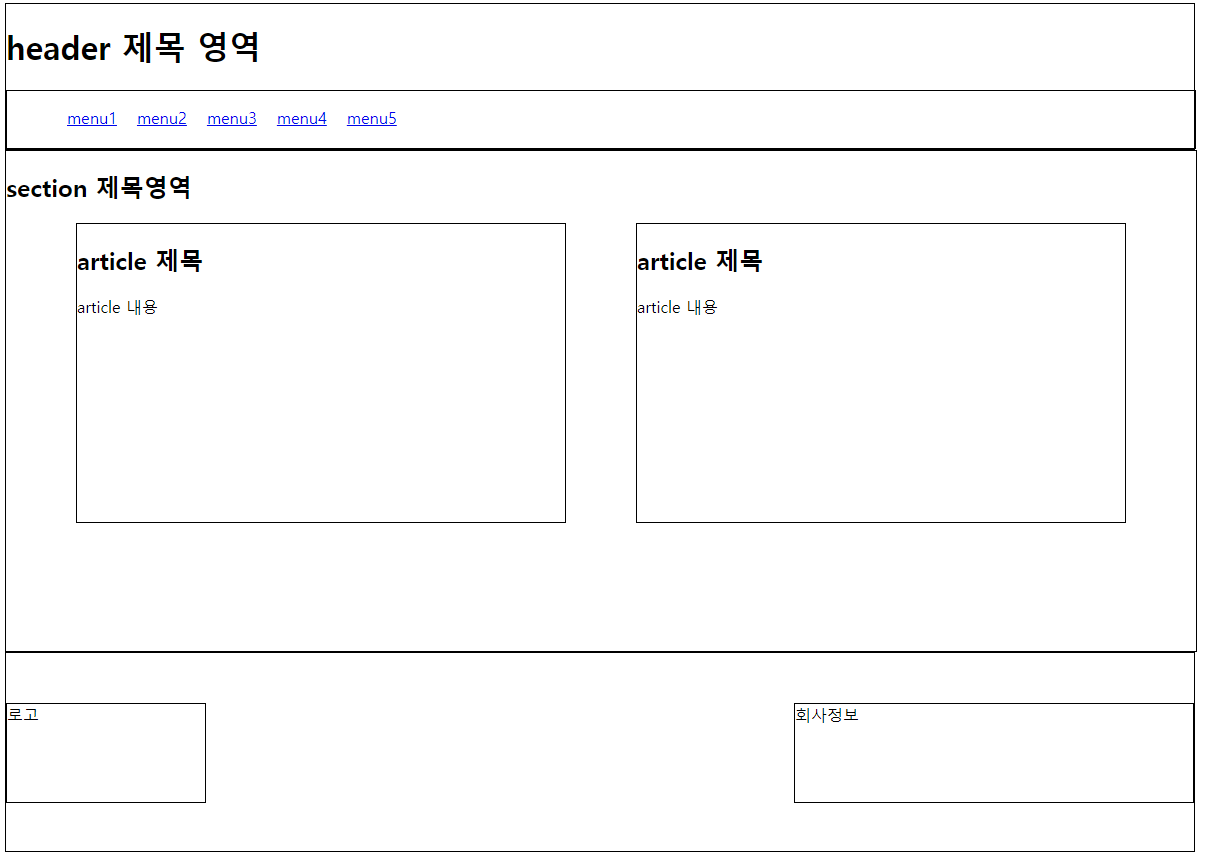 header 제목 영역
menu1 menu2 menu3 menu4 menu5
section 제목영역
article 제목
article 내용
article 제목
article 내용
로고
회사정보